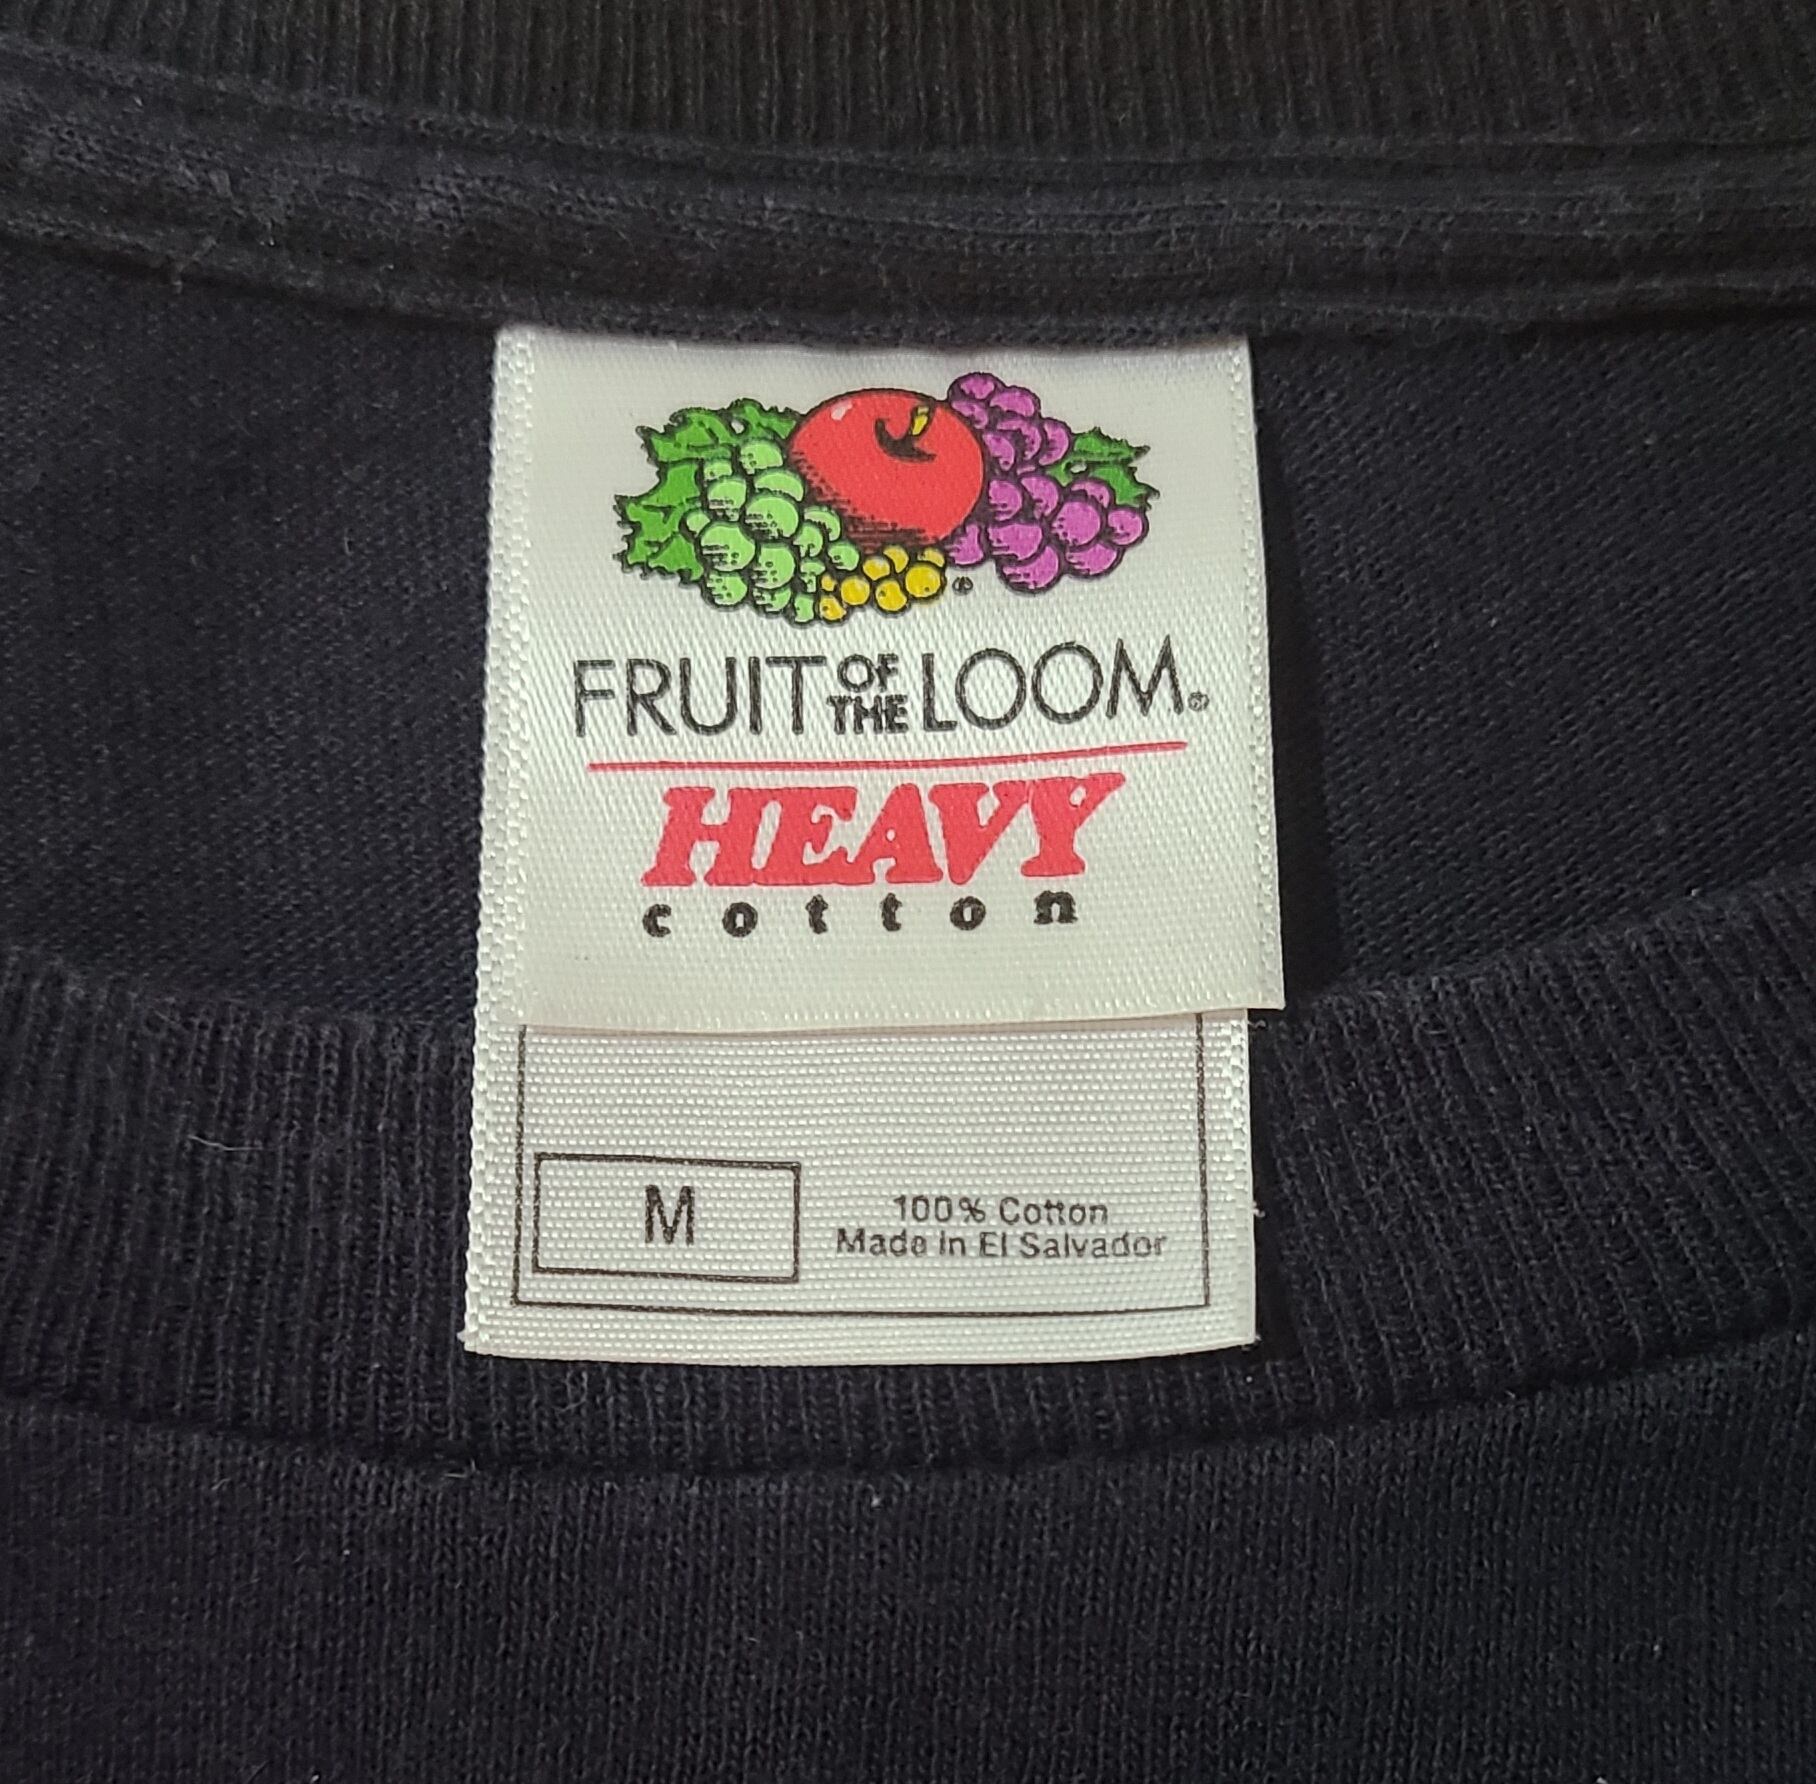 FRUIT OF THE LOOM®
HEAVY
cotton
M
100% Cotton
Made in El Salvador